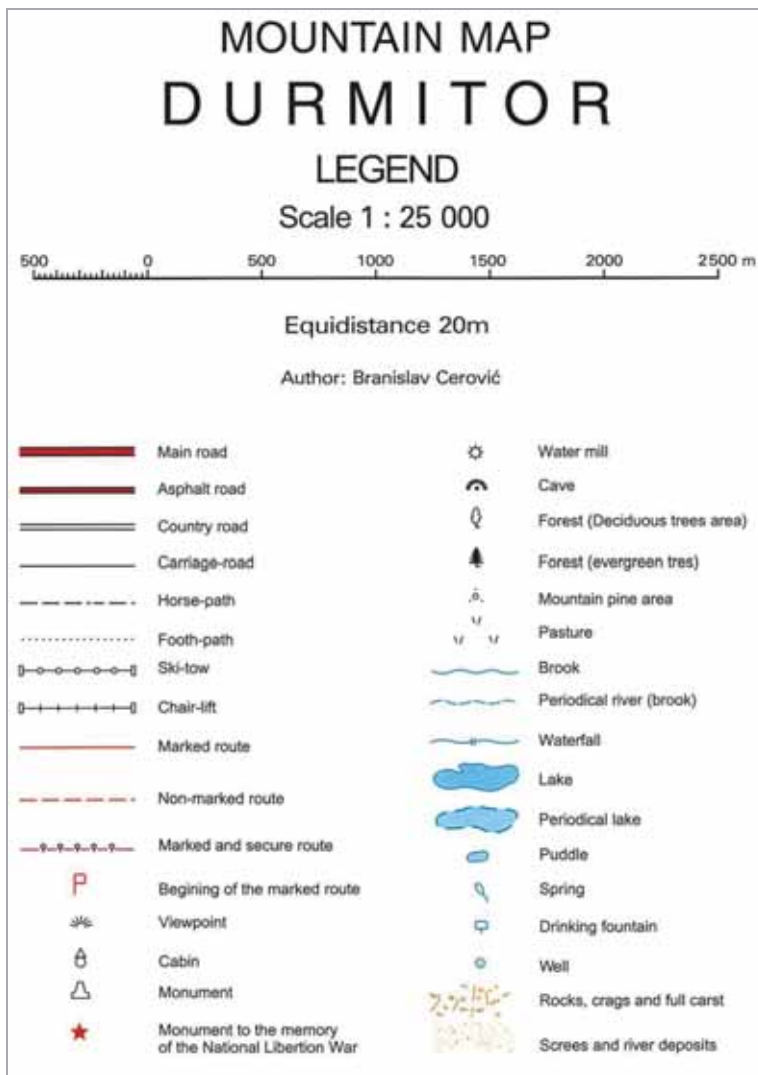 MOUNTAIN MAP
DURMITOR
LEGEND
Scale 1 : 25 000
500 0 500 1000 1500 2000 2500 m
Equidistance 20m
Author: Branislav Cerović
Main road
Asphalt road
Country road
Carriage-road
Horse-path
Footh-path
Ski-tow
Chair-lift
Marked route
Non-marked route
Marked and secure route
Begining of the marked route
Viewpoint
Cabin
Monument
Monument to the memory
of the National Libertion War
Water mill
Cave
Forest (Deciduous trees area)
Forest (evergreen tres)
Mountain pine area
Pasture
Brook
Periodical river (brook)
Waterfall
Lake
Periodical lake
Puddle
Spring
Drinking fountain
Well
Rocks, crags and full carst
Screes and river deposits